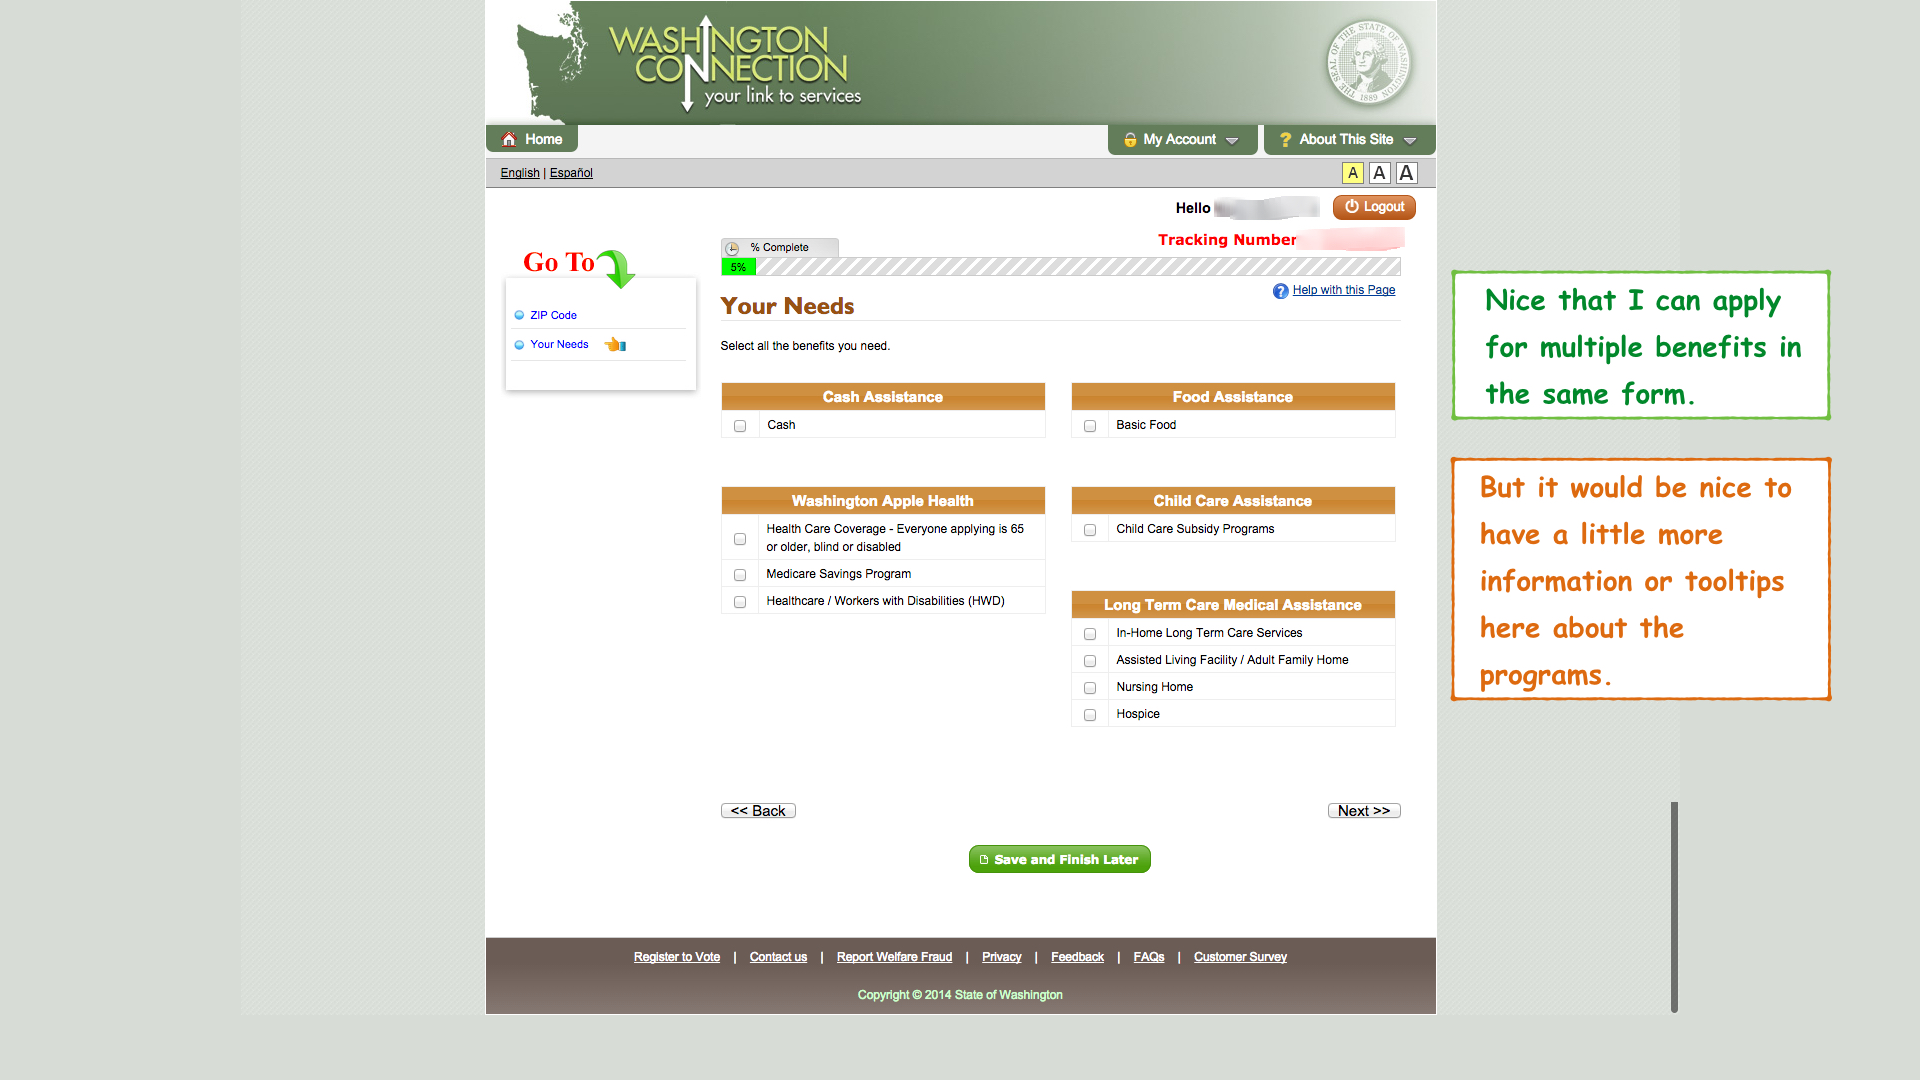 WASHINGTON
CONNECTION
your link to services
THE SEAL OF THE STATE OF WASHINGTON
1889
Home
My Account
? About This Site
English | Español
A A A
Hello
Logout
Tracking Number
% Complete
5%
Go To
ZIP Code
Your Needs
? Help with this Page
Your Needs
Select all the benefits you need.
Cash Assistance
Cash
Food Assistance
Basic Food
Washington Apple Health
Health Care Coverage - Everyone applying is 65
or older, blind or disabled
Medicare Savings Program
Healthcare / Workers with Disabilities (HWD)
Child Care Assistance
Child Care Subsidy Programs
Long Term Care Medical Assistance
In-Home Long Term Care Services
Assisted Living Facility / Adult Family Home
Nursing Home
Hospice
<< Back
Next >>
Save and Finish Later
Register to Vote | Contact us | Report Welfare Fraud | Privacy | Feedback | FAQs | Customer Survey
Copyright © 2014 State of Washington
Nice that I can apply
for multiple benefits in
the same form.
But it would be nice to
have a little more
information or tooltips
here about the
programs.